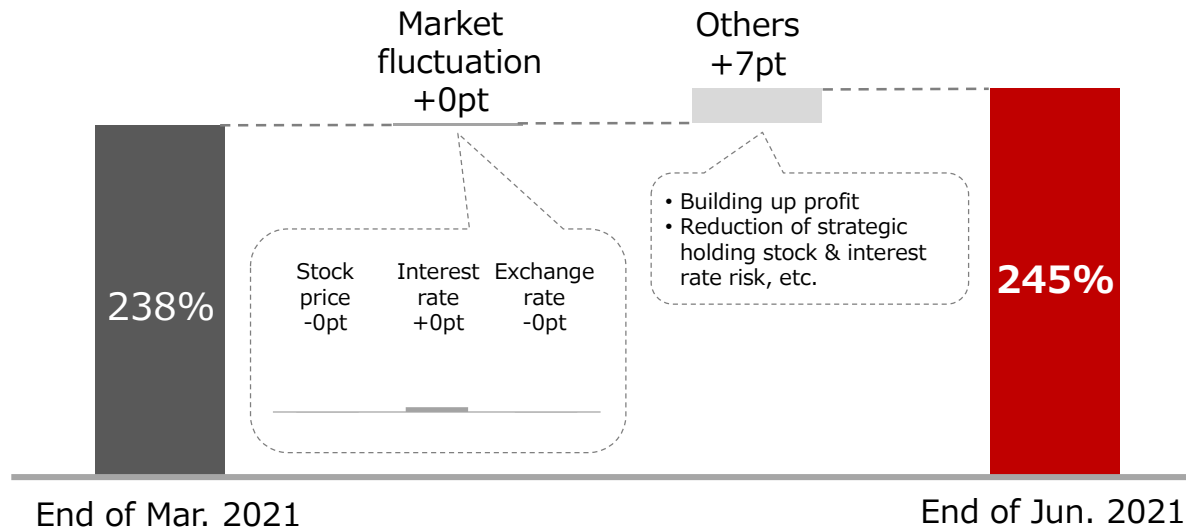 Market
fluctuation
+0pt
Others
+7pt
• Building up profit
• Reduction of strategic
holding stock & interest
rate risk, etc.
Stock
price
-0pt
Interest
rate
+0pt
Exchange
rate
-0pt
238%
245%
End of Mar. 2021
End of Jun. 2021